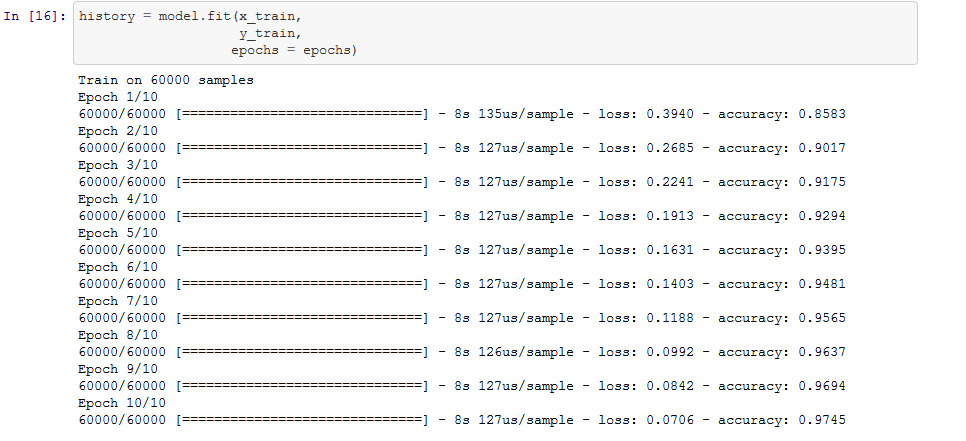 In [16]: history = model.fit(x_train,
y_train,
epochs = epochs)
Train on 60000 samples
Epoch 1/10
60000/60000 [==============================] - 8s 135us/sample - loss: 0.3940 - accuracy: 0.8583
Epoch 2/10
60000/60000 [==============================] - 8s 127us/sample - loss: 0.2685 - accuracy: 0.9017
Epoch 3/10
60000/60000 [==============================] - 8s 127us/sample - loss: 0.2241 - accuracy: 0.9175
Epoch 4/10
60000/60000 [==============================] - 8s 127us/sample - loss: 0.1913 - accuracy: 0.9294
Epoch 5/10
60000/60000 [==============================] - 8s 127us/sample - loss: 0.1631 - accuracy: 0.9395
Epoch 6/10
60000/60000 [==============================] - 8s 127us/sample - loss: 0.1403 - accuracy: 0.9481
Epoch 7/10
60000/60000 [==============================] - 8s 127us/sample - loss: 0.1188 - accuracy: 0.9565
Epoch 8/10
60000/60000 [==============================] - 8s 126us/sample - loss: 0.0992 - accuracy: 0.9637
Epoch 9/10
60000/60000 [==============================] - 8s 127us/sample - loss: 0.0842 - accuracy: 0.9694
Epoch 10/10
60000/60000 [==============================] - 8s 127us/sample - loss: 0.0706 - accuracy: 0.9745